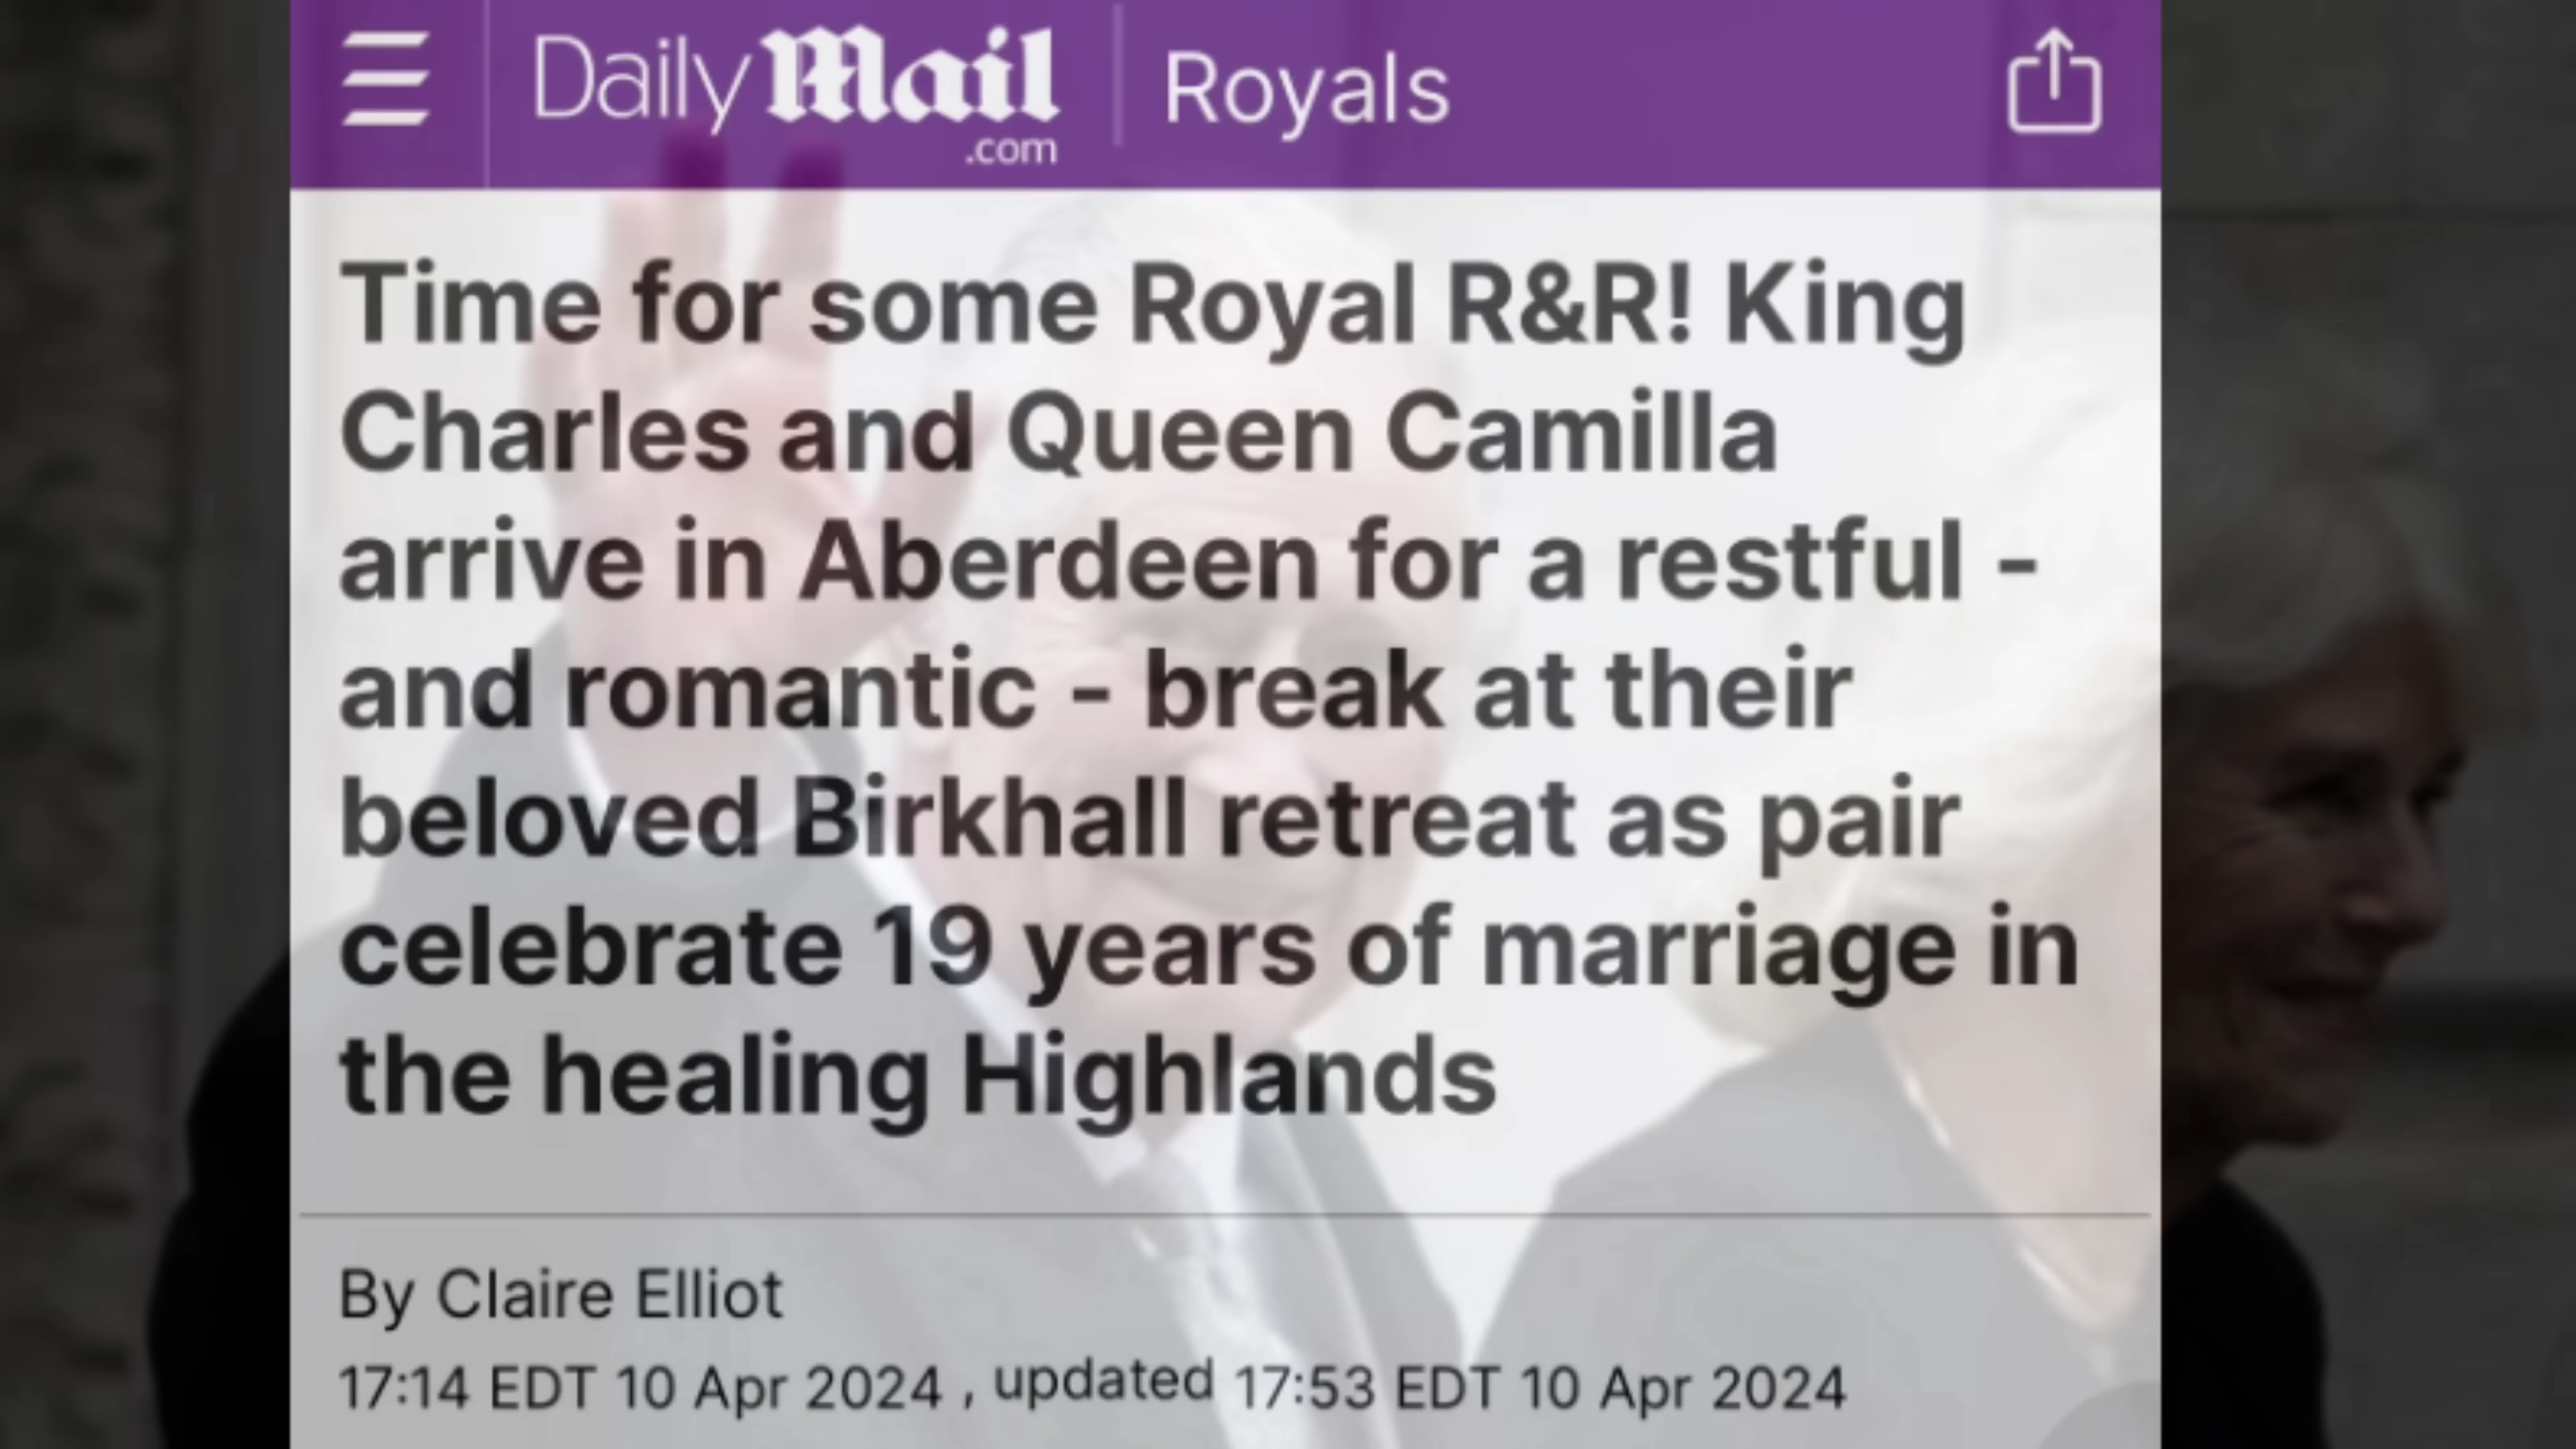 Daily Mail | Royals
.com
Time for some Royal R&R! King
Charles and Queen Camilla
arrive in Aberdeen for a restful -
and romantic - break at their
beloved Birkhall retreat as pair
celebrate 19 years of marriage in
the healing Highlands
By Claire Elliot
17:14 EDT 10 Apr 2024 , updated 17:53 EDT 10 Apr 2024